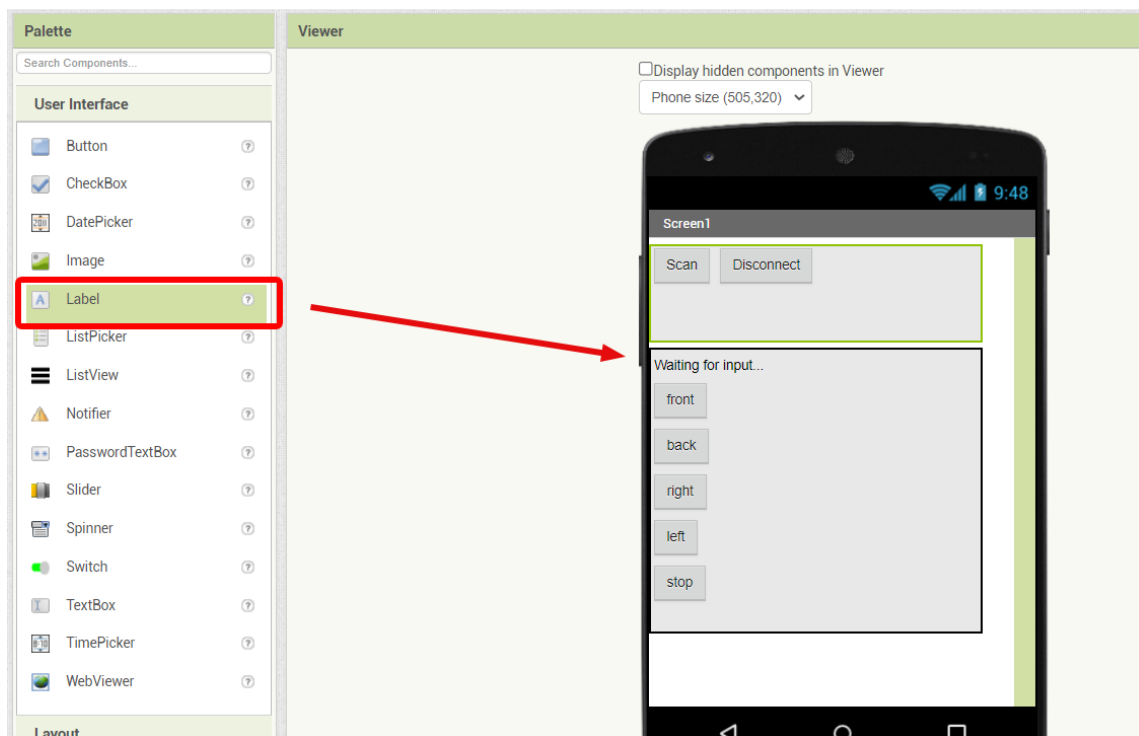 Palette
Search Components...
User Interface
Button
CheckBox
DatePicker
Image
Label
ListPicker
ListView
Notifier
PasswordTextBox
Slider
Spinner
Switch
TextBox
TimePicker
WebViewer
Layout
Viewer
Display hidden components in Viewer
Phone size (505,320)
9:48
Screen1
Scan Disconnect
Waiting for input...
front
back
right
left
stop